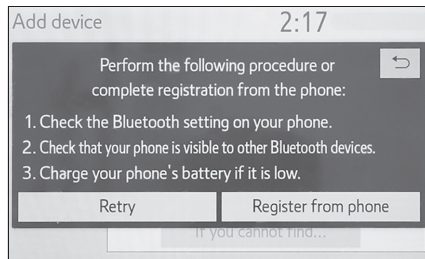 Add device
2:17
Perform the following procedure or
complete registration from the phone:
1. Check the Bluetooth setting on your phone.
2. Check that your phone is visible to other Bluetooth devices.
3. Charge your phone's battery if it is low.
Retry
Register from phone
If you cannot find...